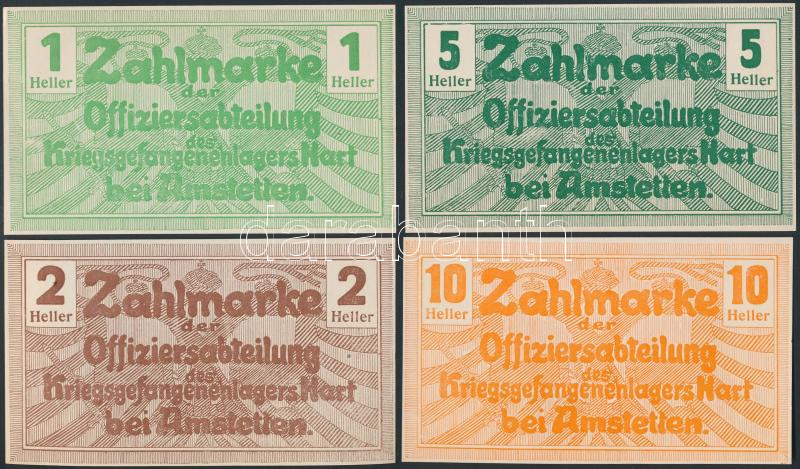 1 Zahlmarke 1
Heller Heller
der
Offiziersabteilung
des
Kriegsgefangenenlagers Hart
bei Amstetten.
5 Zahlmarke 5
Heller Heller
der
Offiziersabteilung
des
Kriegsgefangenenlagers Hart
bei Amstetten.
darabanth
2 Zahlmarke 2
Heller Heller
der
Offiziersabteilung
des
Kriegsgefangenenlagers Hart
bei Amstetten.
10 Zahlmarke 10
Heller Heller
der
Offiziersabteilung
des
Kriegsgefangenenlagers Hart
bei Amstetten.